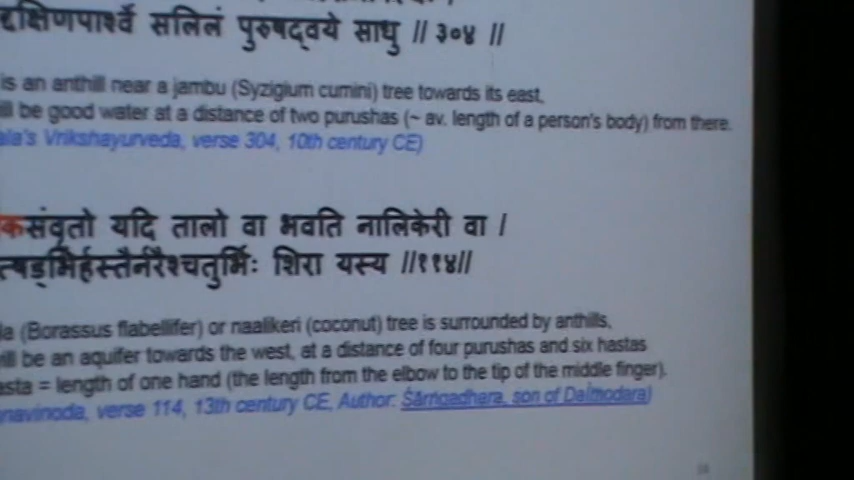 दक्षिणपार्श्वे सलिलं पुरुषद्वये साधु || ३०४ ||
is an anthill near a jambu (Syzigium cumini) tree towards its east,
ill be good water at a distance of two purushas (~ av. length of a person's body) from there.
ala's Vrikshayurveda, verse 304, 10th century CE)
कसंवृतो यदि तालो वा भवति नालिकेरी वा |
त्षड्भिर्हस्तैर्नरैश्चतुर्भिः शिरा यस्य ||११४||
la (Borassus flabellifer) or naalikeri (coconut) tree is surrounded by anthills,
ill be an aquifer towards the west, at a distance of four purushas and six hastas
asta = length of one hand (the length from the elbow to the tip of the middle finger).
navinoda, verse 114, 13th century CE, Author: Śārṅgadhara, son of